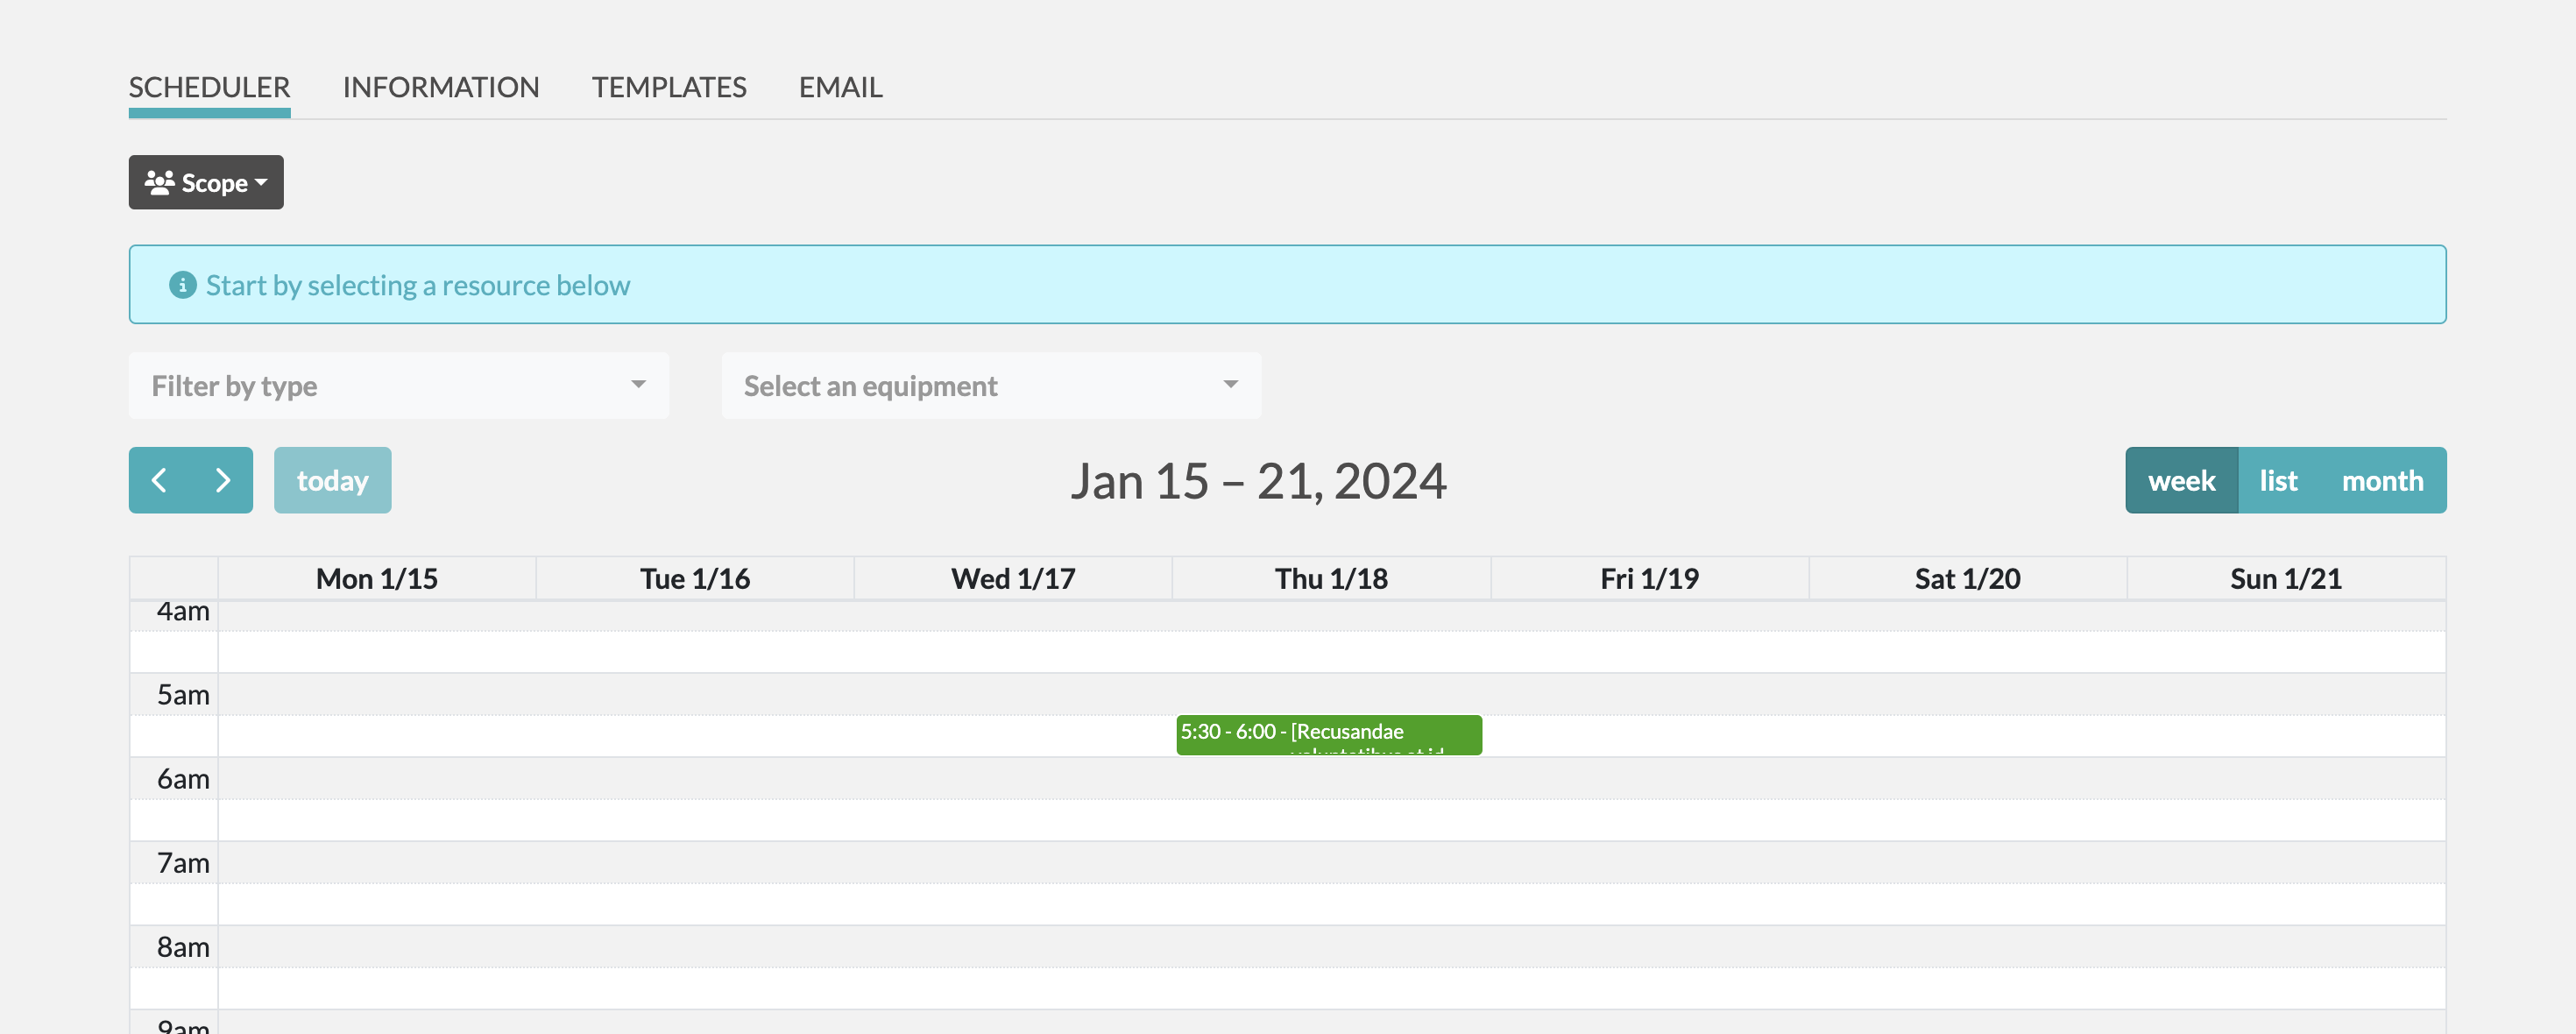 SCHEDULER INFORMATION TEMPLATES EMAIL
Scope
Start by selecting a resource below
Filter by type Select an equipment
today Jan 15 – 21, 2024 week list month
Mon 1/15 Tue 1/16 Wed 1/17 Thu 1/18 Fri 1/19 Sat 1/20 Sun 1/21
4am
5am
5:30 - 6:00 - [Recusandae
6am
7am
8am
9am